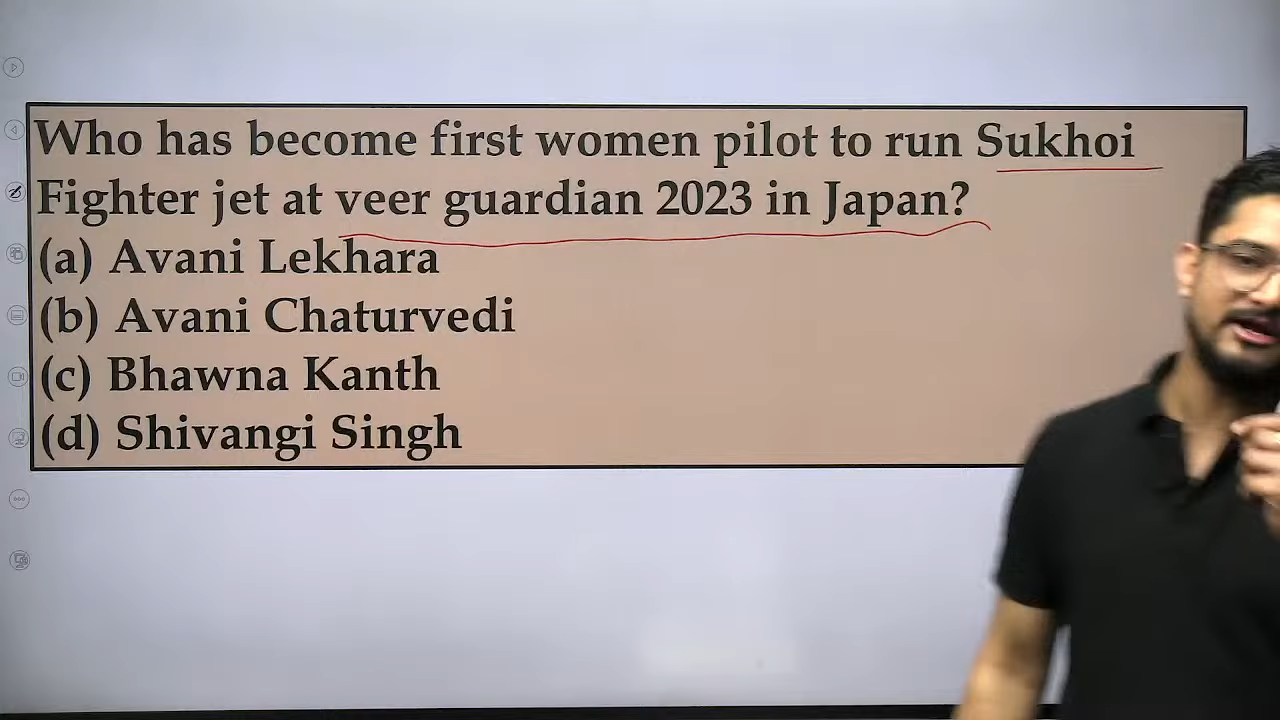 Who has become first women pilot to run Sukhoi
Fighter jet at veer guardian 2023 in Japan?
(a) Avani Lekhara
(b) Avani Chaturvedi
(c) Bhawna Kanth
(d) Shivangi Singh